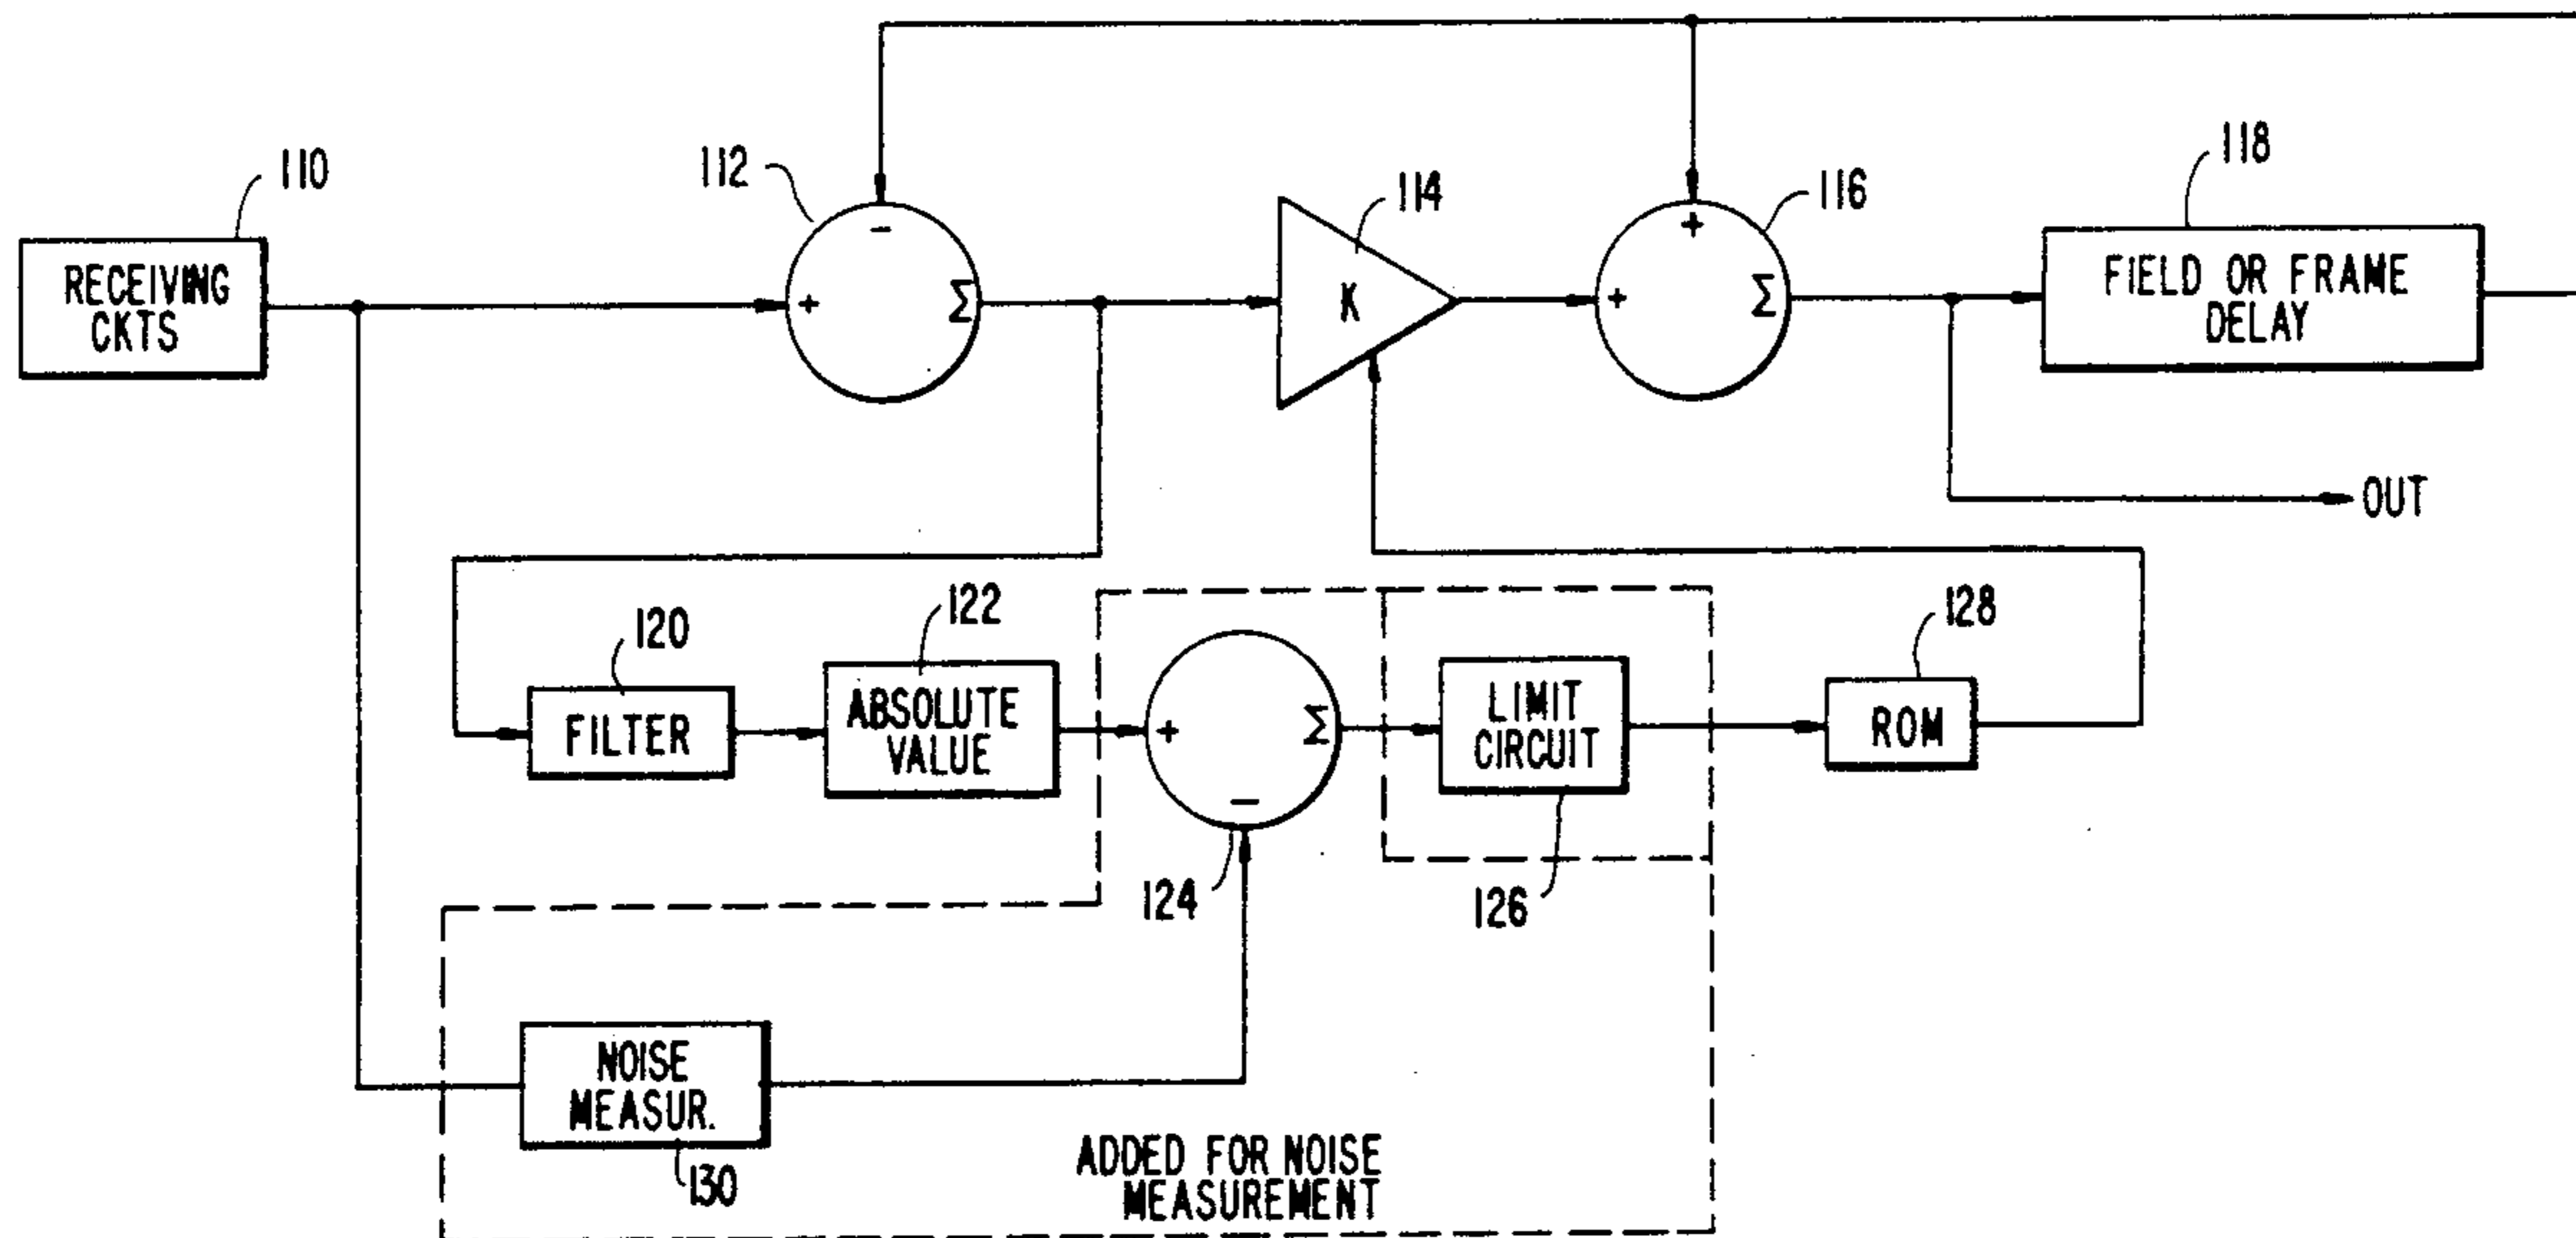 110
RECEIVING
CKTS
112
-
+
Σ
114
K
116
+
+
Σ
118
FIELD OR FRAME
DELAY
OUT
120
FILTER
122
ABSOLUTE
VALUE
+
Σ
-
124
LIMIT
CIRCUIT
126
128
ROM
NOISE
MEASUR.
130
ADDED FOR NOISE
MEASUREMENT